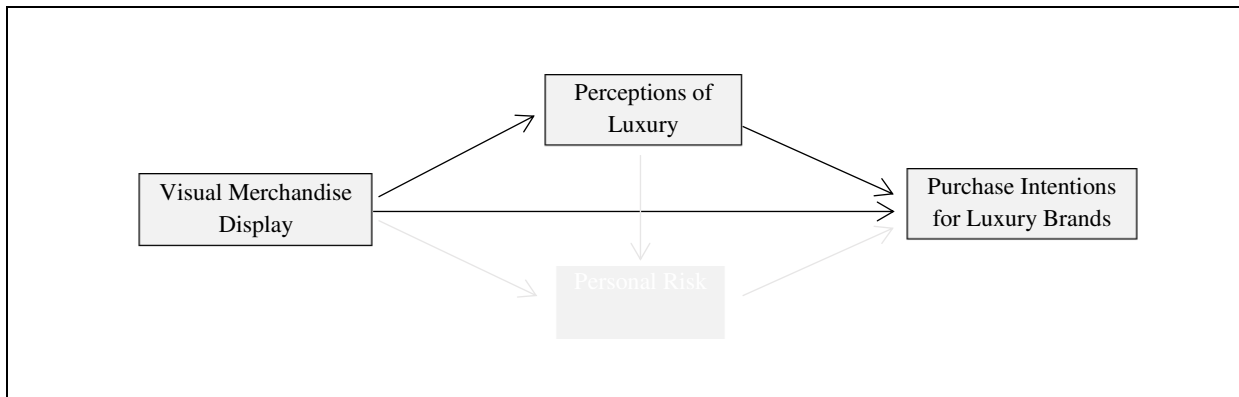 Perceptions of
Luxury
Visual Merchandise
Display
Purchase Intentions
for Luxury Brands
Personal Risk